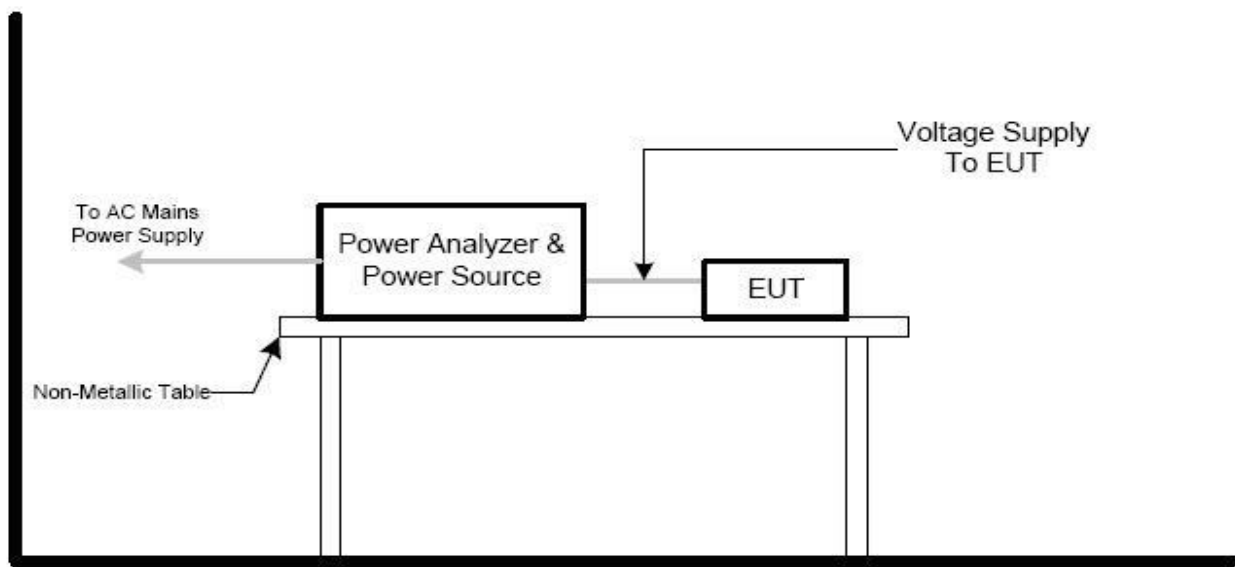 Voltage Supply
To EUT
To AC Mains
Power Supply
Power Analyzer &
Power Source
EUT
Non-Metallic Table